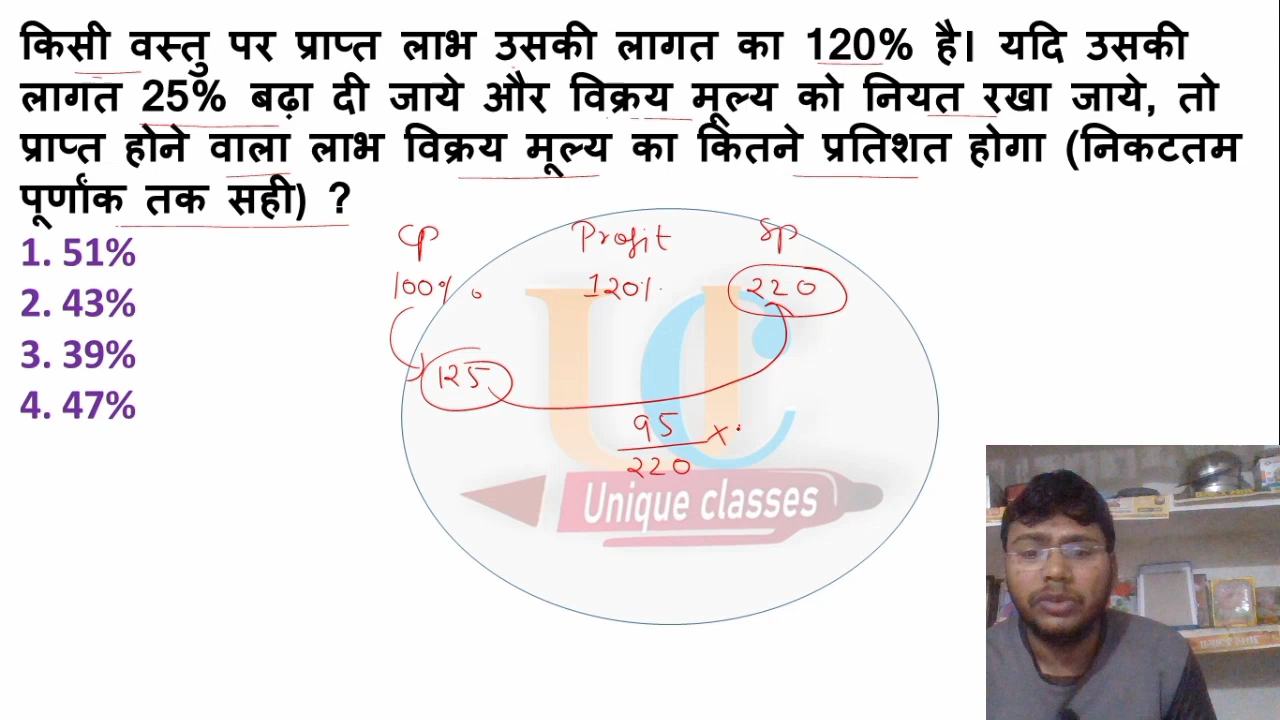 किसी वस्तु पर प्राप्त लाभ उसकी लागत का 120% है। यदि उसकी
लागत 25% बढ़ा दी जाये और विक्रय मूल्य को नियत रखा जाये, तो
प्राप्त होने वाला लाभ विक्रय मूल्य का कितने प्रतिशत होगा (निकटतम
पूर्णांक तक सही) ?
1. 51%
2. 43%
3. 39%
4. 47%
CP Profit SP
100% 120% 220
125
95
220 ×
UC
Unique classes